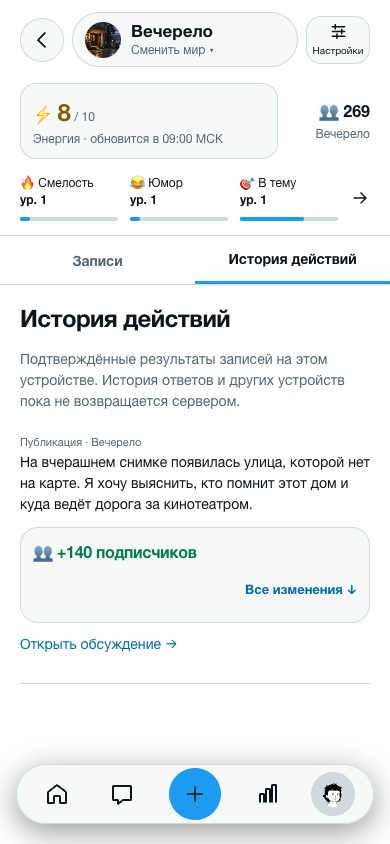 Вечерело
Сменить мир ▾
Настройки
⚡ 8 / 10
Энергия · обновится в 09:00 МСК
👥 269
Вечерело
🔥 Смелость
ур. 1
😂 Юмор
ур. 1
🎯 В тему
ур. 1
→
Записи
История действий
История действий
Подтверждённые результаты записей на этом
устройстве. История ответов и других устройств
пока не возвращается сервером.
Публикация · Вечерело
На вчерашнем снимке появилась улица, которой нет
на карте. Я хочу выяснить, кто помнит этот дом и
куда ведёт дорога за кинотеатром.
👥 +140 подписчиков
Все изменения ↓
Открыть обсуждение →